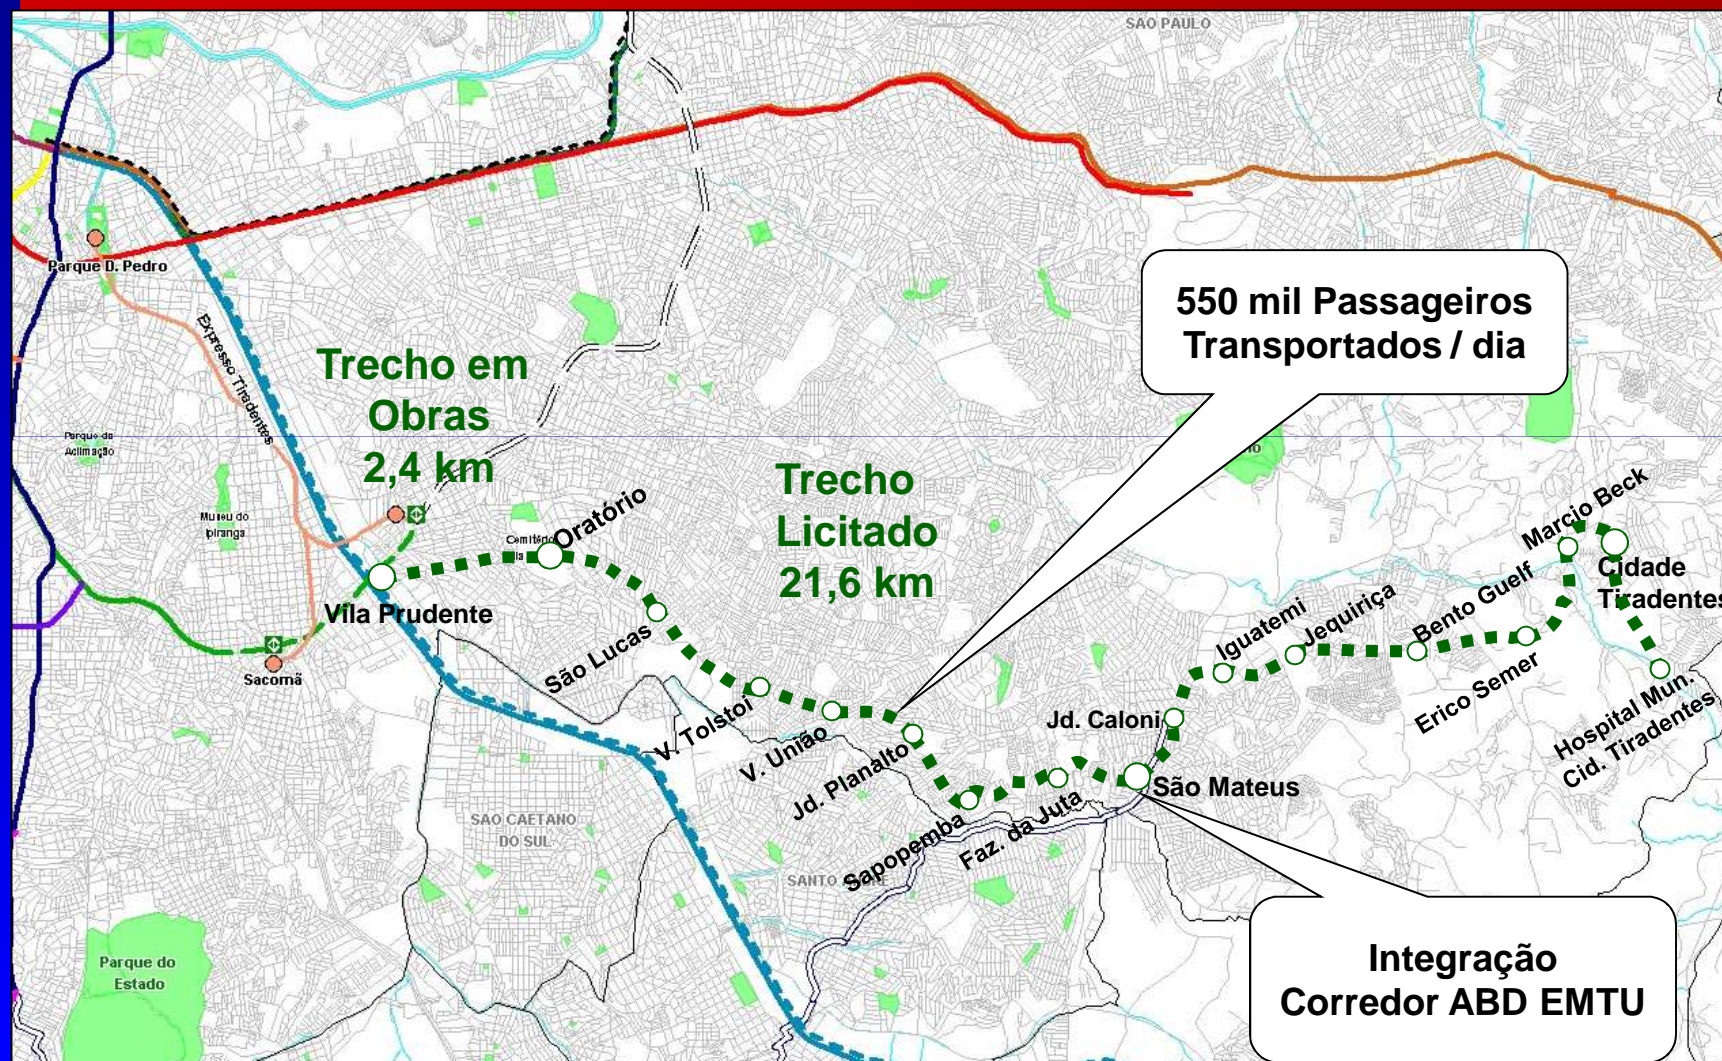 SAO PAULO
Parque D. Pedro
Expresso Tiradentes
550 mil Passageiros
Transportados / dia
Trecho em
Obras
2,4 km
Parque da
Aclimação
Trecho
Licitado
21,6 km
Museu do
Ipiranga
Oratório
Marcio Beck
Cidade
Tiradentes
Vila Prudente
São Lucas
Iguatemi
Jequiriçá
Bento Guelf
Erico Semer
Hospital Mun.
Cid. Tiradentes
Sacomã
V. Tolstoi
V. União
Jd. Planalto
Jd. Caloni
São Mateus
Sapopemba
Faz. da Juta
SAO CAETANO
DO SUL
SANTO
Parque do
Estado
Integração
Corredor ABD EMTU